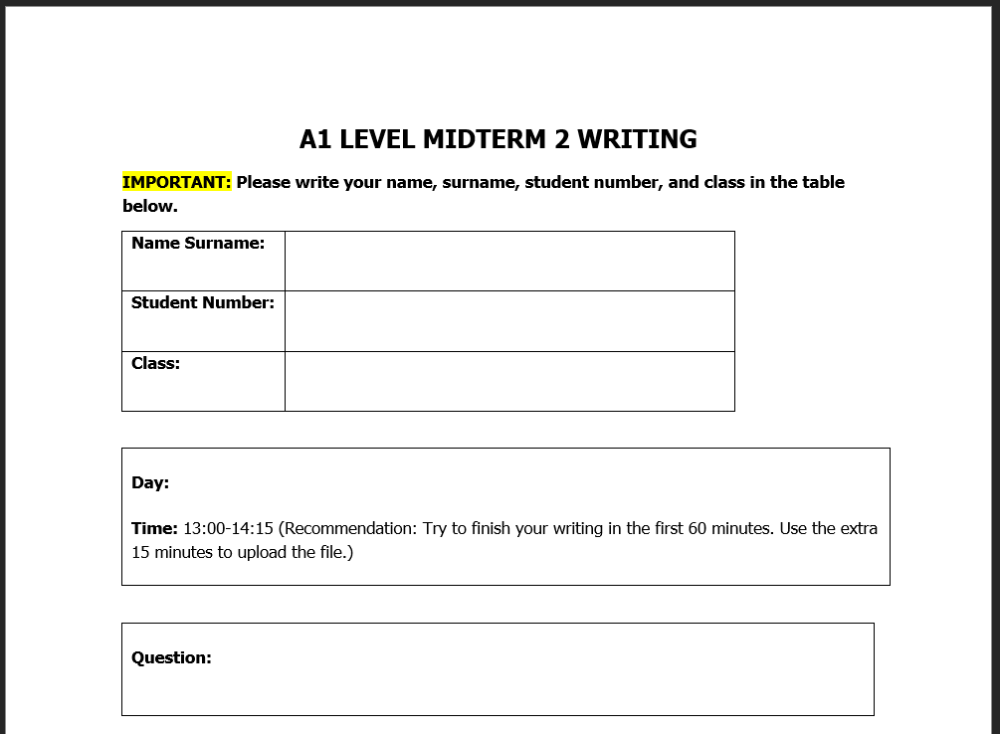 A1 LEVEL MIDTERM 2 WRITING
IMPORTANT: Please write your name, surname, student number, and class in the table
below.
Name Surname:
Student Number:
Class:
Day:
Time: 13:00-14:15 (Recommendation: Try to finish your writing in the first 60 minutes. Use the extra
15 minutes to upload the file.)
Question: